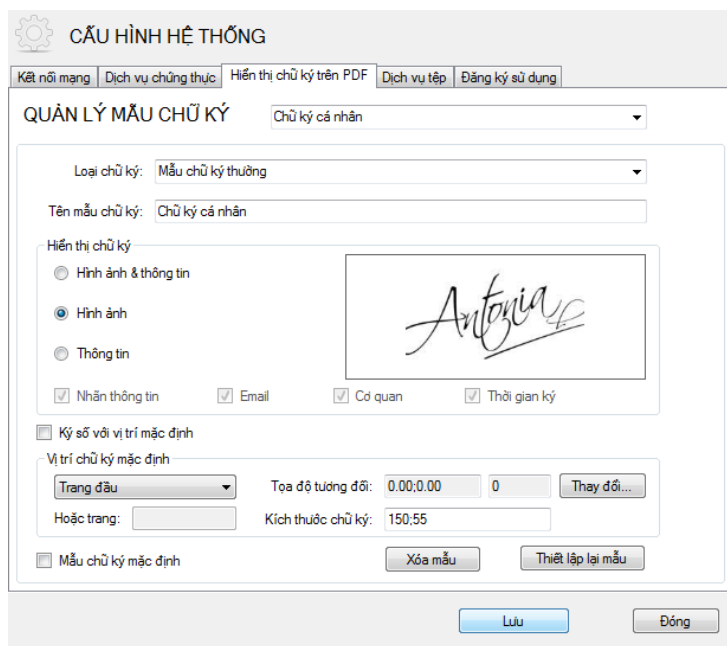 CẤU HÌNH HỆ THỐNG
Kết nối mạng Dịch vụ chứng thực Hiển thị chữ ký trên PDF Dịch vụ tệp Đăng ký sử dụng
QUẢN LÝ MẪU CHỮ KÝ Chữ ký cá nhân
Loại chữ ký: Mẫu chữ ký thường
Tên mẫu chữ ký: Chữ ký cá nhân
Hiển thị chữ ký
Hình ảnh & thông tin
Hình ảnh
Thông tin
Antonia
Nhãn thông tin Email Cơ quan Thời gian ký
Ký số với vị trí mặc định
Vị trí chữ ký mặc định
Trang đầu Tọa độ tương đối: 0.00;0.00 0 Thay đổi...
Hoặc trang: Kích thước chữ ký: 150;55
Mẫu chữ ký mặc định Xóa mẫu Thiết lập lại mẫu
Lưu Đóng